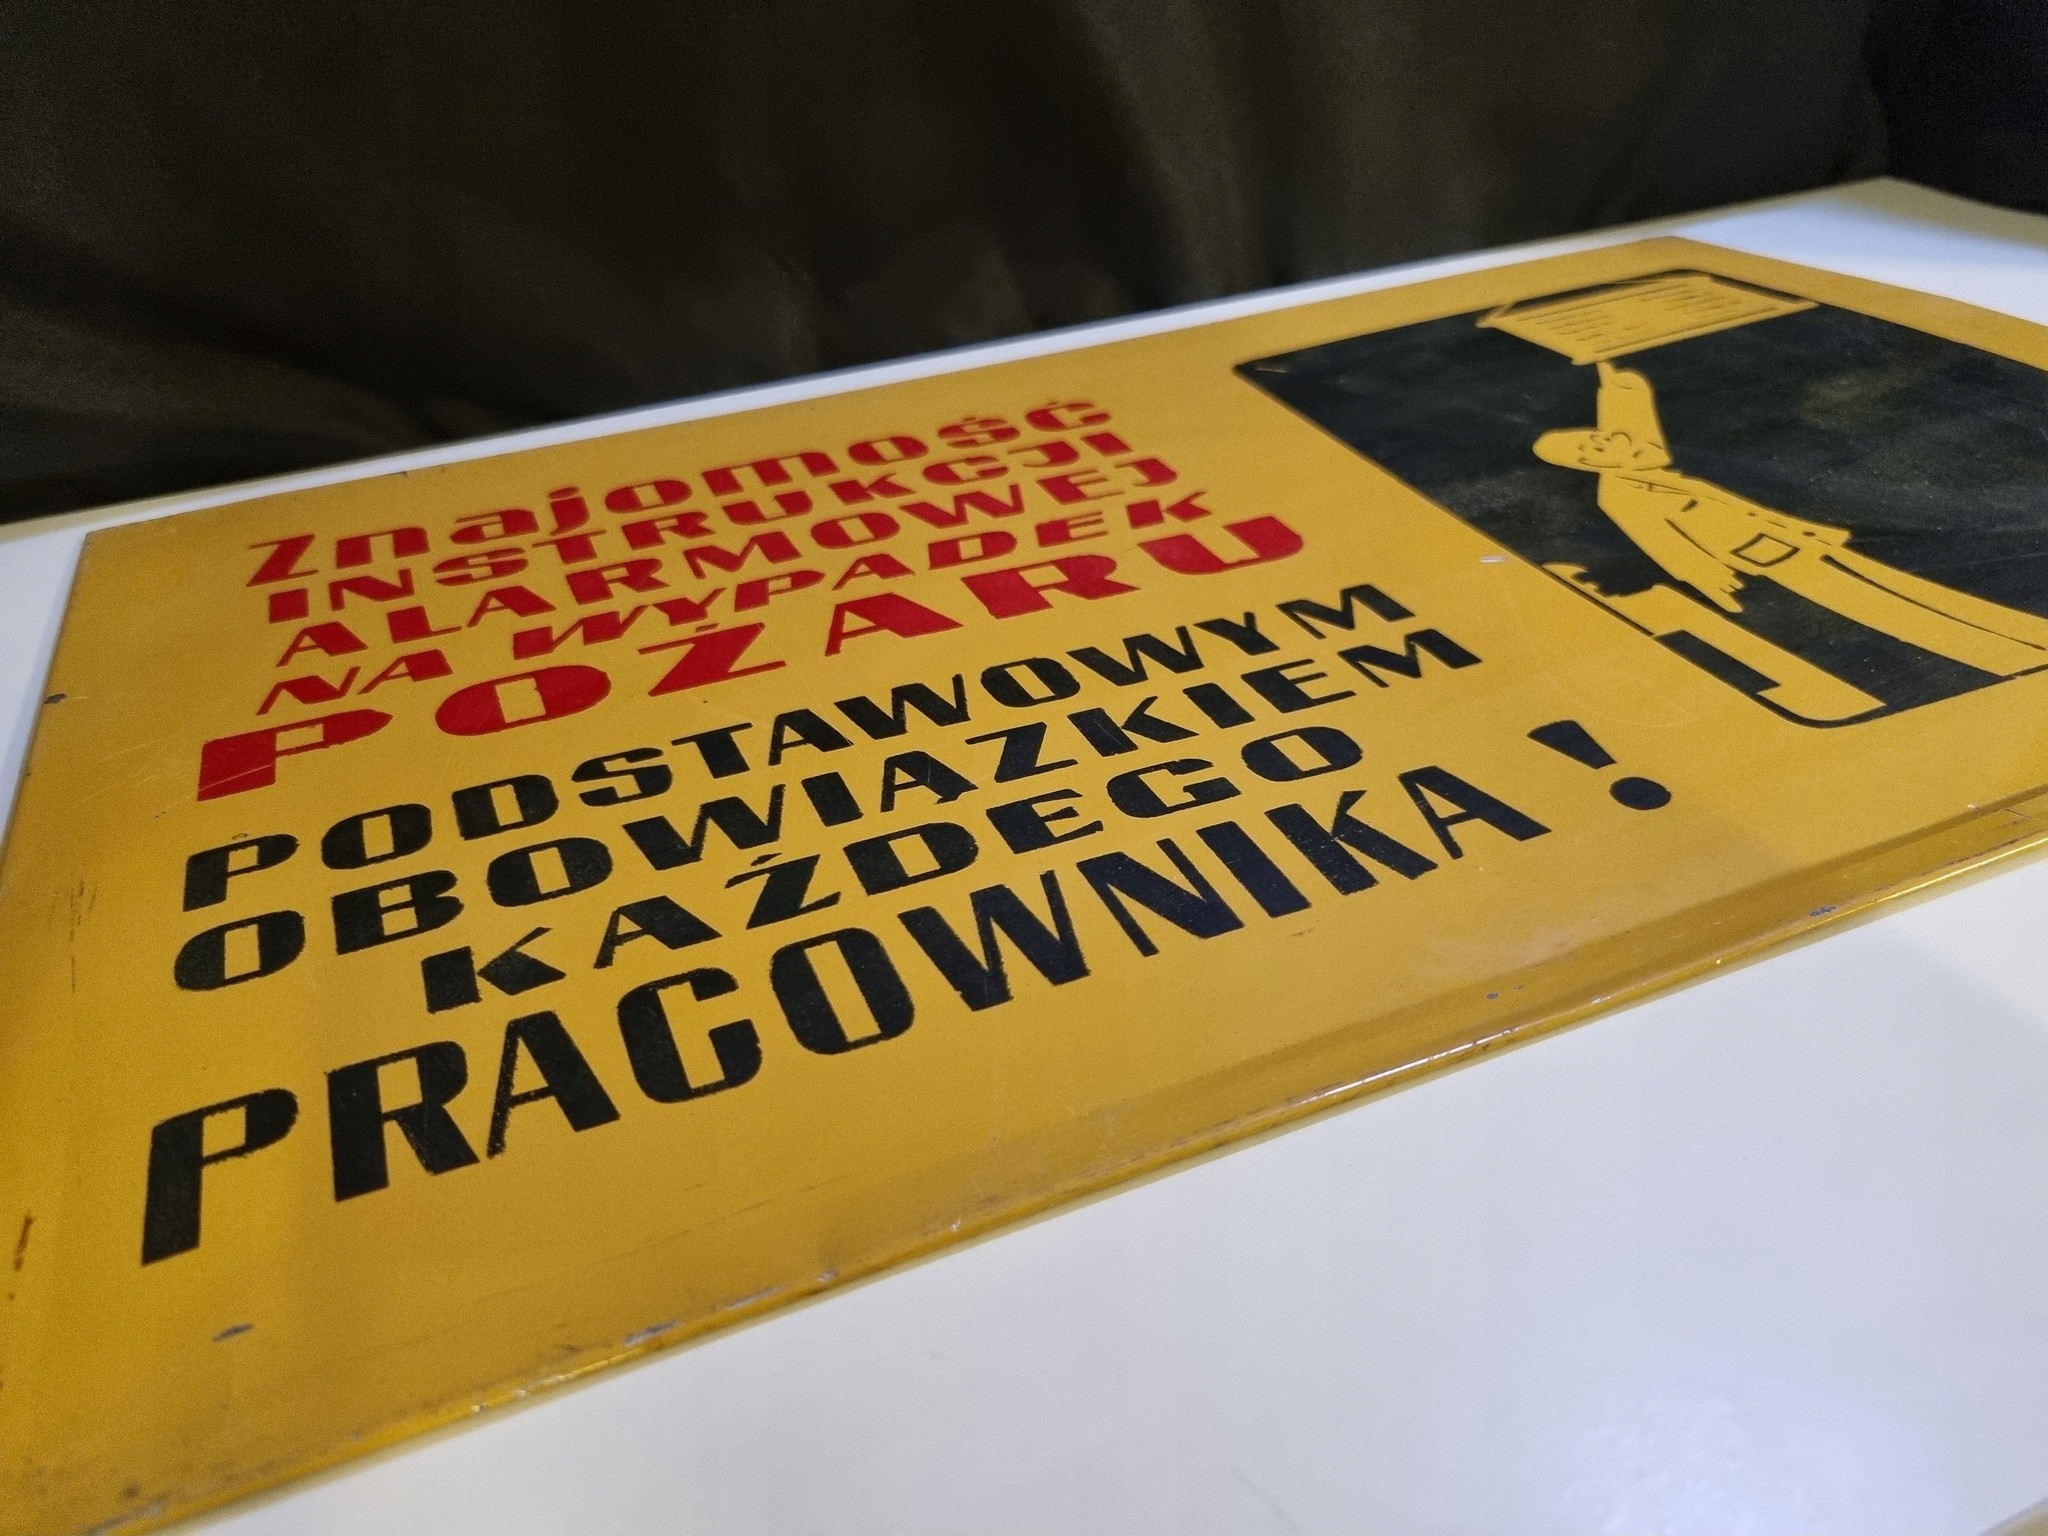 Znajomość
INSTRUKCJI
ALARMOWEJ
NA WYPADEK
POŻARU
PODSTAWOWYM
OBOWIĄZKIEM
KAŻDEGO
PRACOWNIKA!